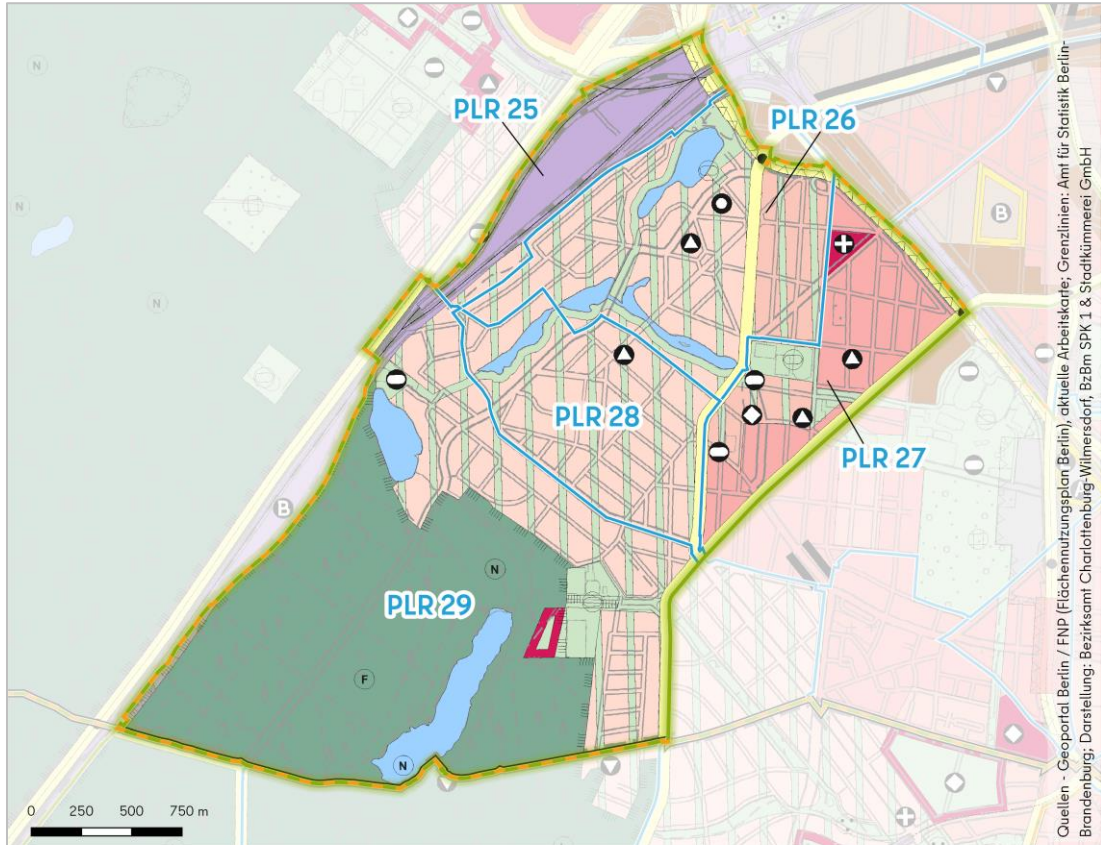 PLR 25
PLR 26
PLR 28
PLR 27
PLR 29
N
N
N
B
B
N
F
N
0 250 500 750 m
Quellen - Geoportal Berlin / FNP (Flächennutzungsplan Berlin), aktuelle Arbeitskarte; Grenzlinien: Amt für Statistik Berlin-
Brandenburg; Darstellung: Bezirksamt Charlottenburg-Wilmersdorf, BzBm SPK 1 & Stadtkümmerei GmbH